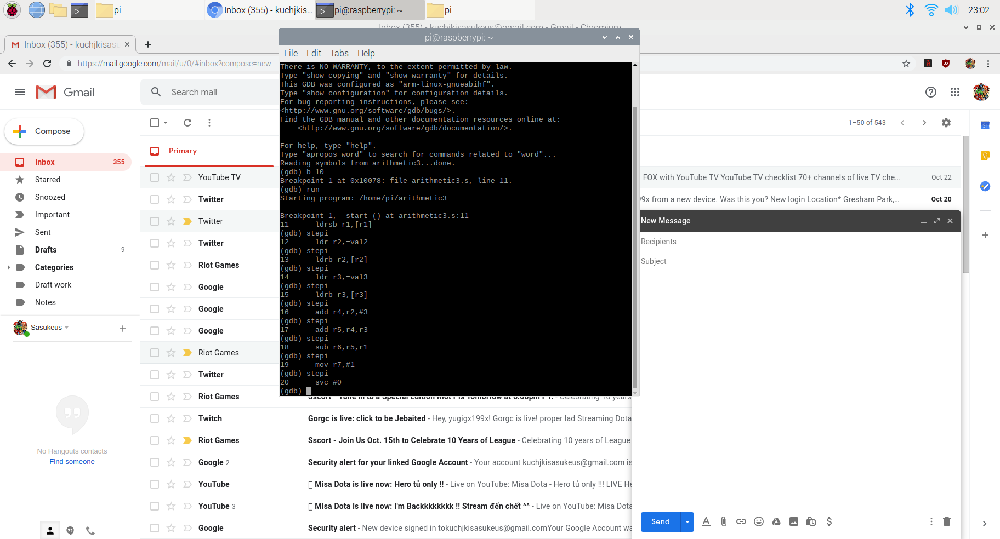 pi
Inbox (355) - kuchjkis...
pi@raspberrypi: ~
pi
23:02
Inbox (355) - kuchjkisasukeus@gmail.com - Gmail - Chromium
Inbox (355) - kuchjkisasu
https://mail.google.com/mail/u/0/#inbox?compose=new
Gmail
Search mail
Compose
Inbox 355
Starred
Snoozed
Important
Sent
Drafts 9
Categories
Draft work
Notes
Sasukeus
No Hangouts contacts
Find someone
1–50 of 543
Primary
YouTube TV
FOX with YouTube TV YouTube TV checklist 70+ channels of live TV che... Oct 22
Twitter
99x from a new device. Was this you? New login Location* Gresham Park,... Oct 20
Twitter
Twitter
Riot Games
Google
Google
Google
Riot Games
Twitter
Riot Games Sscort - Tune in to a Special Edition Riot Pls Tomorrow at 6:00pm PT. - Celebrating 10 years
Twitch Gorgc is live: click to be Jebaited - Hey, yugigx199x! Gorgc is live! proper lad Streaming Dota
Riot Games Sscort - Join Us Oct. 15th to Celebrate 10 Years of League - Celebrating 10 years of League
Google 2 Security alert for your linked Google Account - Your account kuchjkisasukeus@gmail.com is
YouTube Misa Dota is live now: Hero tủ only !! - Live on YouTube: Misa Dota - Hero tủ only !!! LIVE He
YouTube 3 Misa Dota is live now: I'm Backkkkkkkk !! Stream đến chết ^^ - Live on YouTube: Misa Dota
Google Security alert - New device signed in tokuchjkisasukeus@gmail.comYour Google Account wa
pi@raspberrypi: ~
File Edit Tabs Help
There is NO WARRANTY, to the extent permitted by law.
Type "show copying" and "show warranty" for details.
This GDB was configured as "arm-linux-gnueabihf".
Type "show configuration" for configuration details.
For bug reporting instructions, please see:
<http://www.gnu.org/software/gdb/bugs/>.
Find the GDB manual and other documentation resources online at:
<http://www.gnu.org/software/gdb/documentation/>.
For help, type "help".
Type "apropos word" to search for commands related to "word"...
Reading symbols from arithmetic3...done.
(gdb) b 10
Breakpoint 1 at 0x10078: file arithmetic3.s, line 11.
(gdb) run
Starting program: /home/pi/arithmetic3
Breakpoint 1, _start () at arithmetic3.s:11
11 ldrsb r1,[r1]
(gdb) stepi
12 ldr r2,=val2
(gdb) stepi
13 ldrb r2,[r2]
(gdb) stepi
14 ldr r3,=val3
(gdb) stepi
15 ldrb r3,[r3]
(gdb) stepi
16 add r4,r2,#3
(gdb) stepi
17 add r5,r4,r3
(gdb) stepi
18 sub r6,r5,r1
(gdb) stepi
19 mov r7,#1
(gdb) stepi
20 svc #0
(gdb)
New Message
Recipients
Subject
Send
31